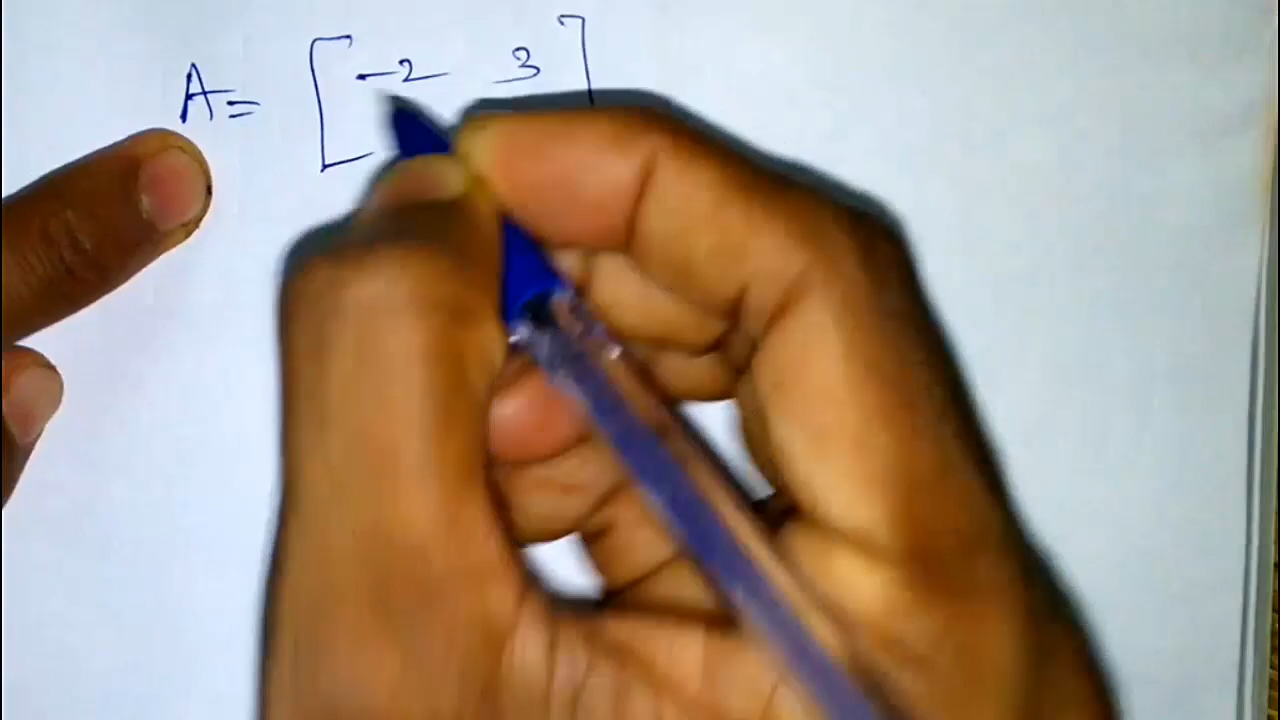 A = [ -2 3 ]